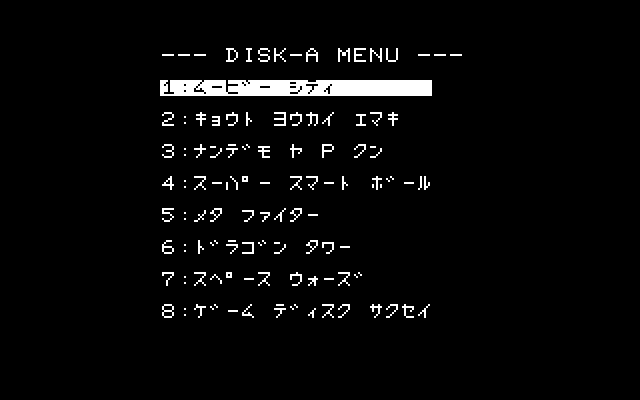 --- DISK-A MENU ---
1:ムービー シティ
2:キョウト ヨウカイ エマキ
3:ナンデモ ヤ P クン
4:スーパー スマート ボール
5:メタ ファイター
6:ドラゴン タワー
7:スペース ウォーズ
8:ゲーム ディスク サクセイ